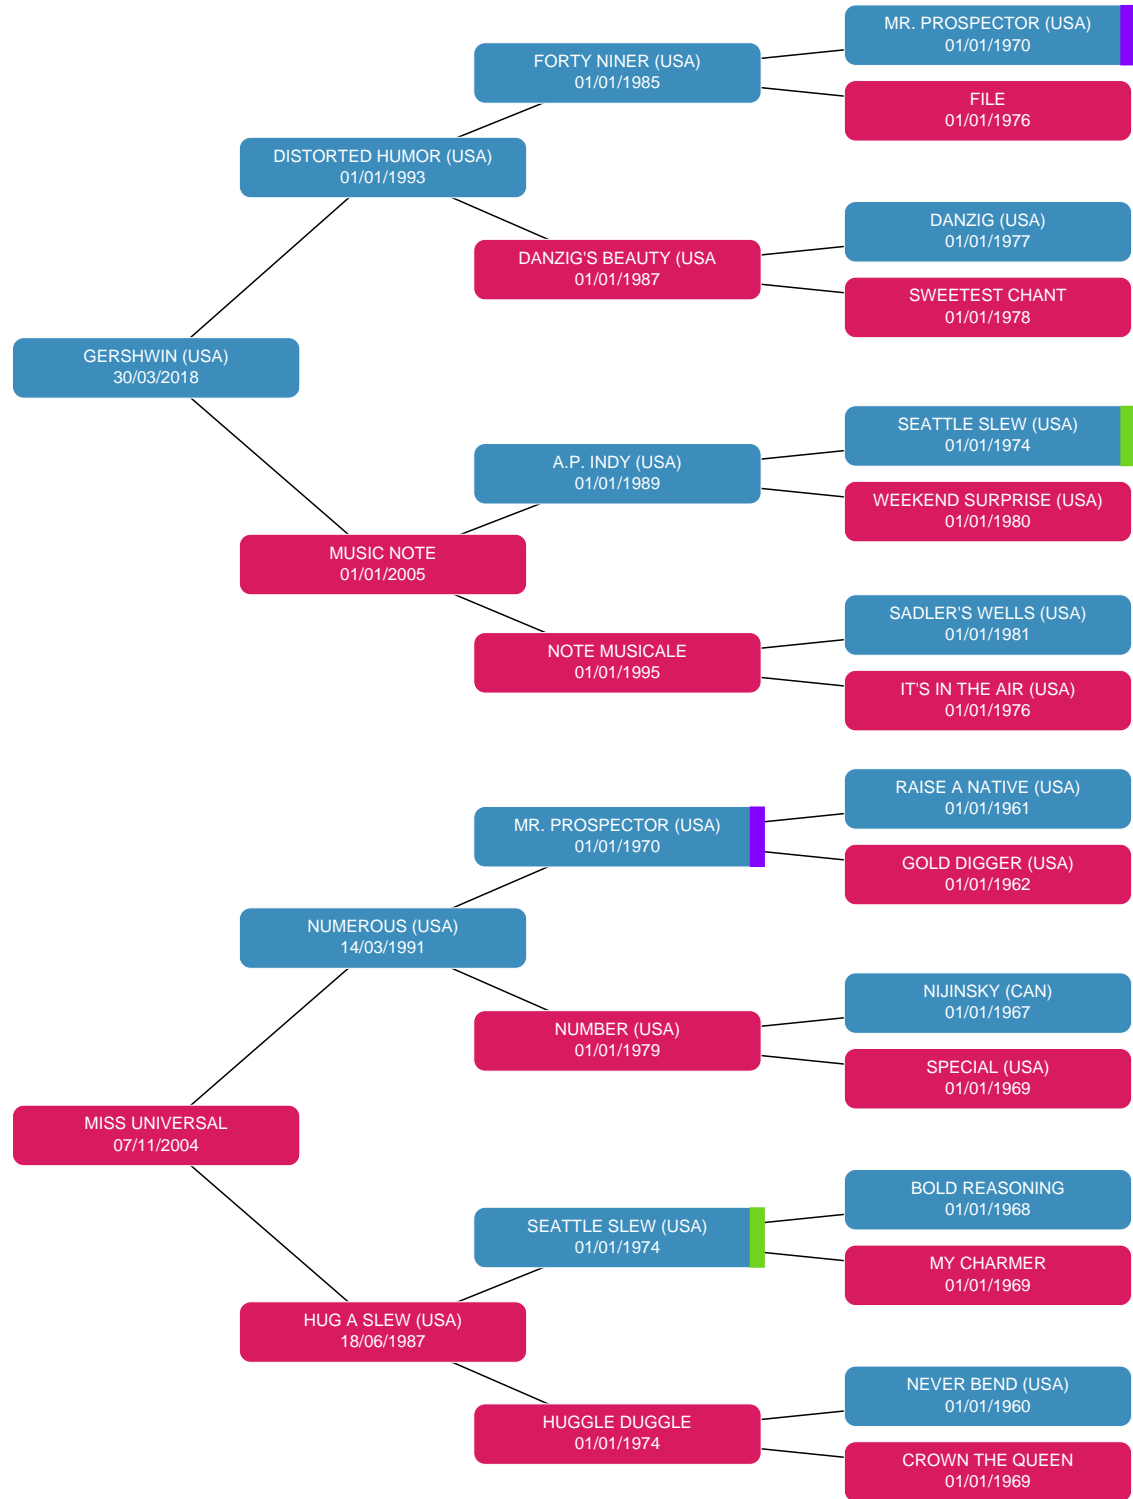 MR. PROSPECTOR (USA)
01/01/1970
FORTY NINER (USA)
01/01/1985
FILE
01/01/1976
DISTORTED HUMOR (USA)
01/01/1993
DANZIG (USA)
01/01/1977
DANZIG'S BEAUTY (USA
01/01/1987
SWEETEST CHANT
01/01/1978
GERSHWIN (USA)
30/03/2018
SEATTLE SLEW (USA)
01/01/1974
A.P. INDY (USA)
01/01/1989
WEEKEND SURPRISE (USA)
01/01/1980
MUSIC NOTE
01/01/2005
SADLER'S WELLS (USA)
01/01/1981
NOTE MUSICALE
01/01/1995
IT'S IN THE AIR (USA)
01/01/1976
RAISE A NATIVE (USA)
01/01/1961
MR. PROSPECTOR (USA)
01/01/1970
GOLD DIGGER (USA)
01/01/1962
NUMEROUS (USA)
14/03/1991
NIJINSKY (CAN)
01/01/1967
NUMBER (USA)
01/01/1979
SPECIAL (USA)
01/01/1969
MISS UNIVERSAL
07/11/2004
BOLD REASONING
01/01/1968
SEATTLE SLEW (USA)
01/01/1974
MY CHARMER
01/01/1969
HUG A SLEW (USA)
18/06/1987
NEVER BEND (USA)
01/01/1960
HUGGLE DUGGLE
01/01/1974
CROWN THE QUEEN
01/01/1969